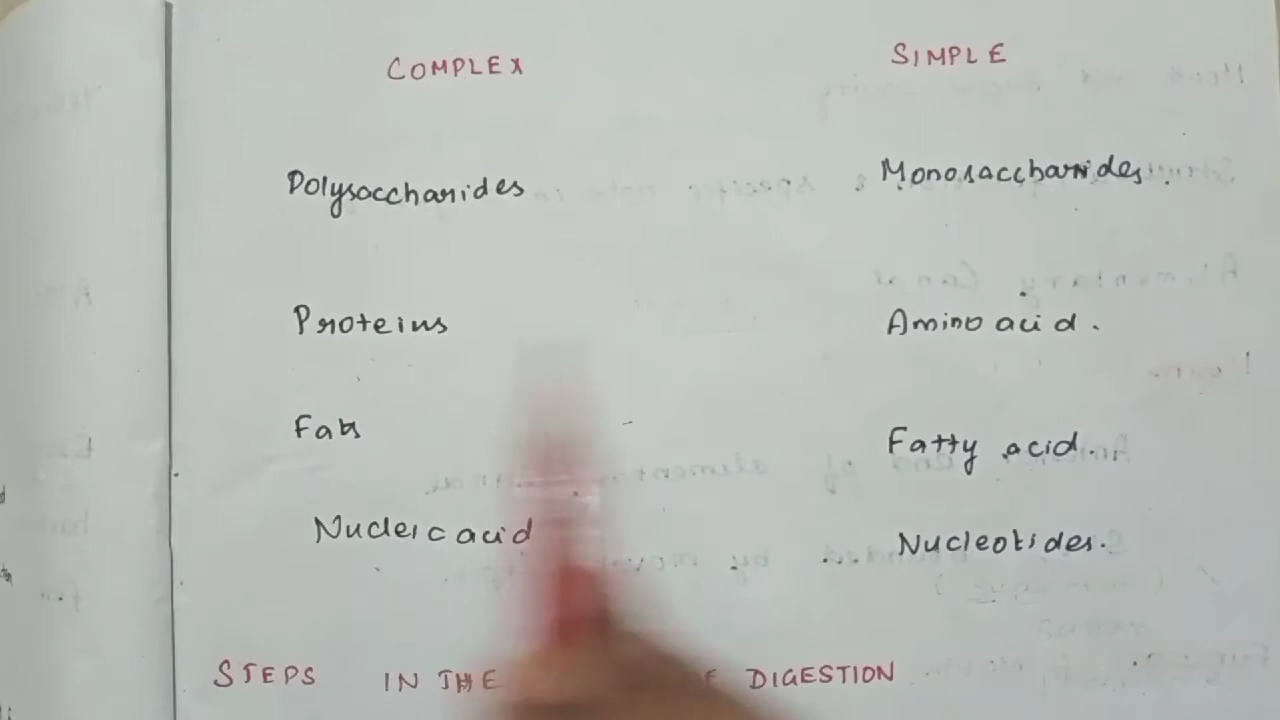 COMPLEX SIMPLE
Polysaccharides Monosaccharides.
Proteins Amino acid.
Fats Fatty acid.
Nucleic acid Nucleotides.
STEPS IN THE DIGESTION